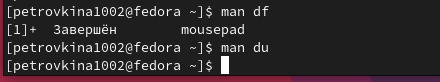 [petrovkina1002@fedora ~]$ man df
[1]+  Завершён        mousepad
[petrovkina1002@fedora ~]$ man du
[petrovkina1002@fedora ~]$